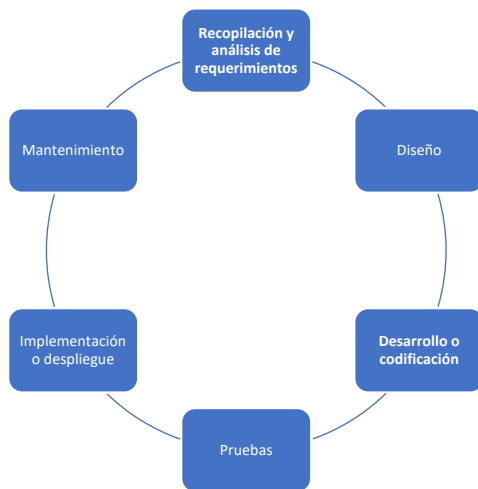 Recopilación y
análisis de
requerimientos
Diseño
Desarrollo o
codificación
Pruebas
Implementación
o despliegue
Mantenimiento